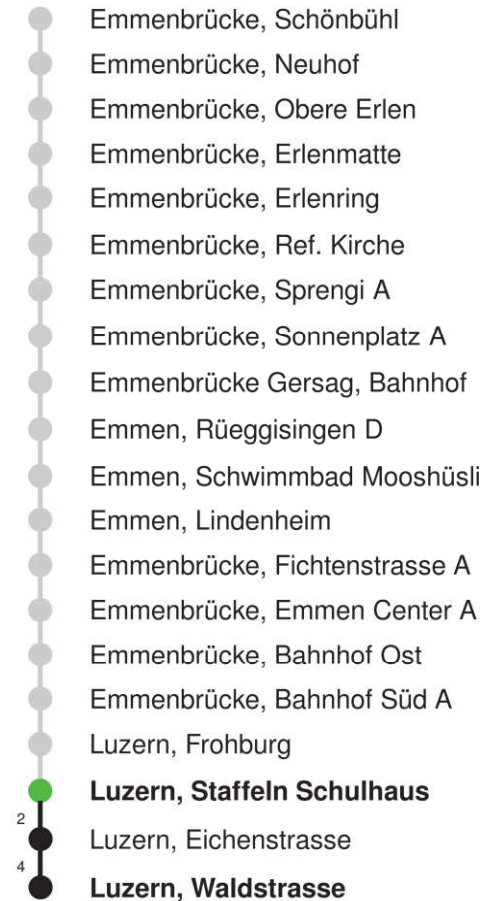 Emmenbrücke, Schönbühl
Emmenbrücke, Neuhof
Emmenbrücke, Obere Erlen
Emmenbrücke, Erlenmatte
Emmenbrücke, Erlenring
Emmenbrücke, Ref. Kirche
Emmenbrücke, Sprengi A
Emmenbrücke, Sonnenplatz A
Emmenbrücke Gersag, Bahnhof
Emmen, Rüeggisingen D
Emmen, Schwimmbad Mooshüsli
Emmen, Lindenheim
Emmenbrücke, Fichtenstrasse A
Emmenbrücke, Emmen Center A
Emmenbrücke, Bahnhof Ost
Emmenbrücke, Bahnhof Süd A
Luzern, Frohburg
Luzern, Staffeln Schulhaus
2 Luzern, Eichenstrasse
4 Luzern, Waldstrasse